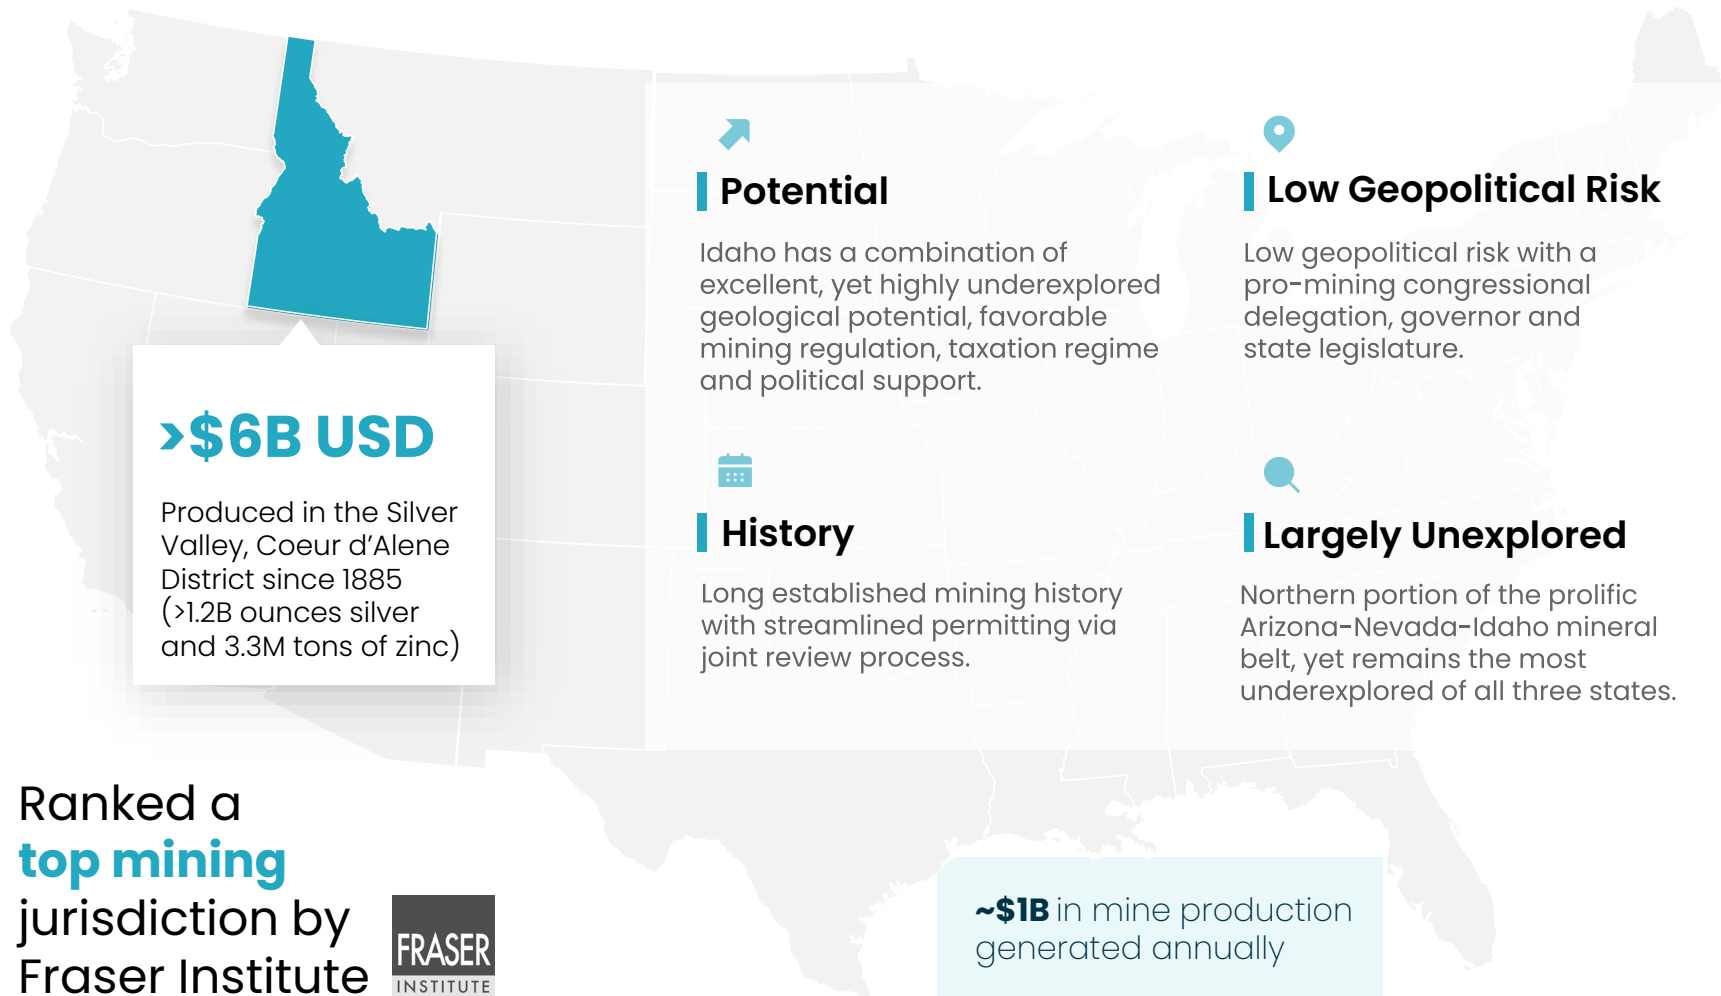 >$6B USD
Produced in the Silver
Valley, Coeur d’Alene
District since 1885
(>1.2B ounces silver
and 3.3M tons of zinc)
Potential
Idaho has a combination of
excellent, yet highly underexplored
geological potential, favorable
mining regulation, taxation regime
and political support.
Low Geopolitical Risk
Low geopolitical risk with a
pro-mining congressional
delegation, governor and
state legislature.
History
Long established mining history
with streamlined permitting via
joint review process.
Largely Unexplored
Northern portion of the prolific
Arizona-Nevada-Idaho mineral
belt, yet remains the most
underexplored of all three states.
Ranked a
top mining
jurisdiction by
Fraser Institute
FRASER
INSTITUTE
~$1B in mine production
generated annually